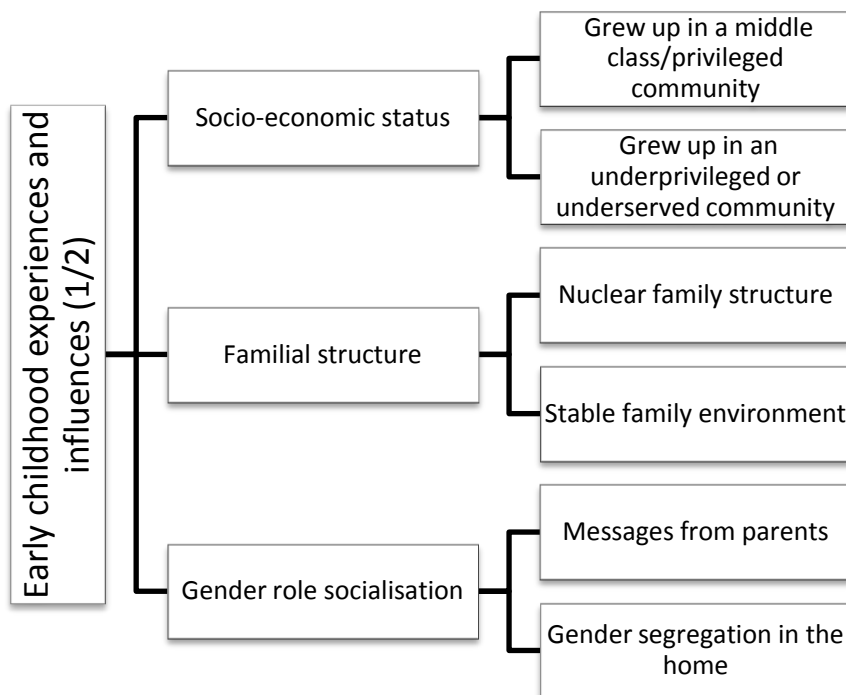 Early childhood experiences and
influences (1/2)
Socio-economic status
Grew up in a middle
class/privileged
community
Grew up in an
underprivileged or
underserved community
Familial structure
Nuclear family structure
Stable family environment
Gender role socialisation
Messages from parents
Gender segregation in the
home